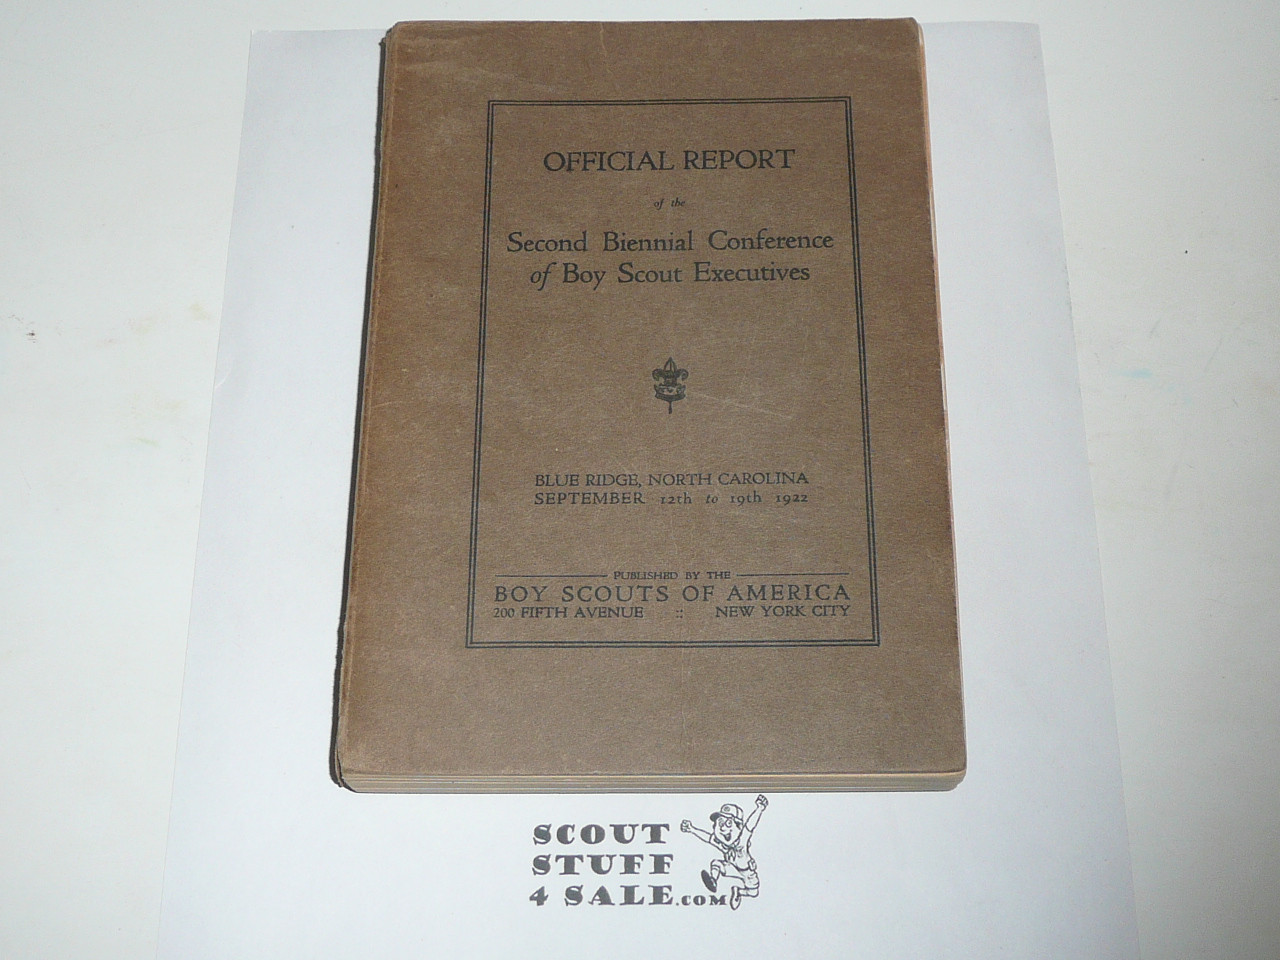 OFFICIAL REPORT
of the
Second Biennial Conference
of Boy Scout Executives
BLUE RIDGE, NORTH CAROLINA
SEPTEMBER 12th to 19th 1922
PUBLISHED BY THE
BOY SCOUTS OF AMERICA
200 FIFTH AVENUE :: NEW YORK CITY
SCOUT
STUFF
4 SALE.COM